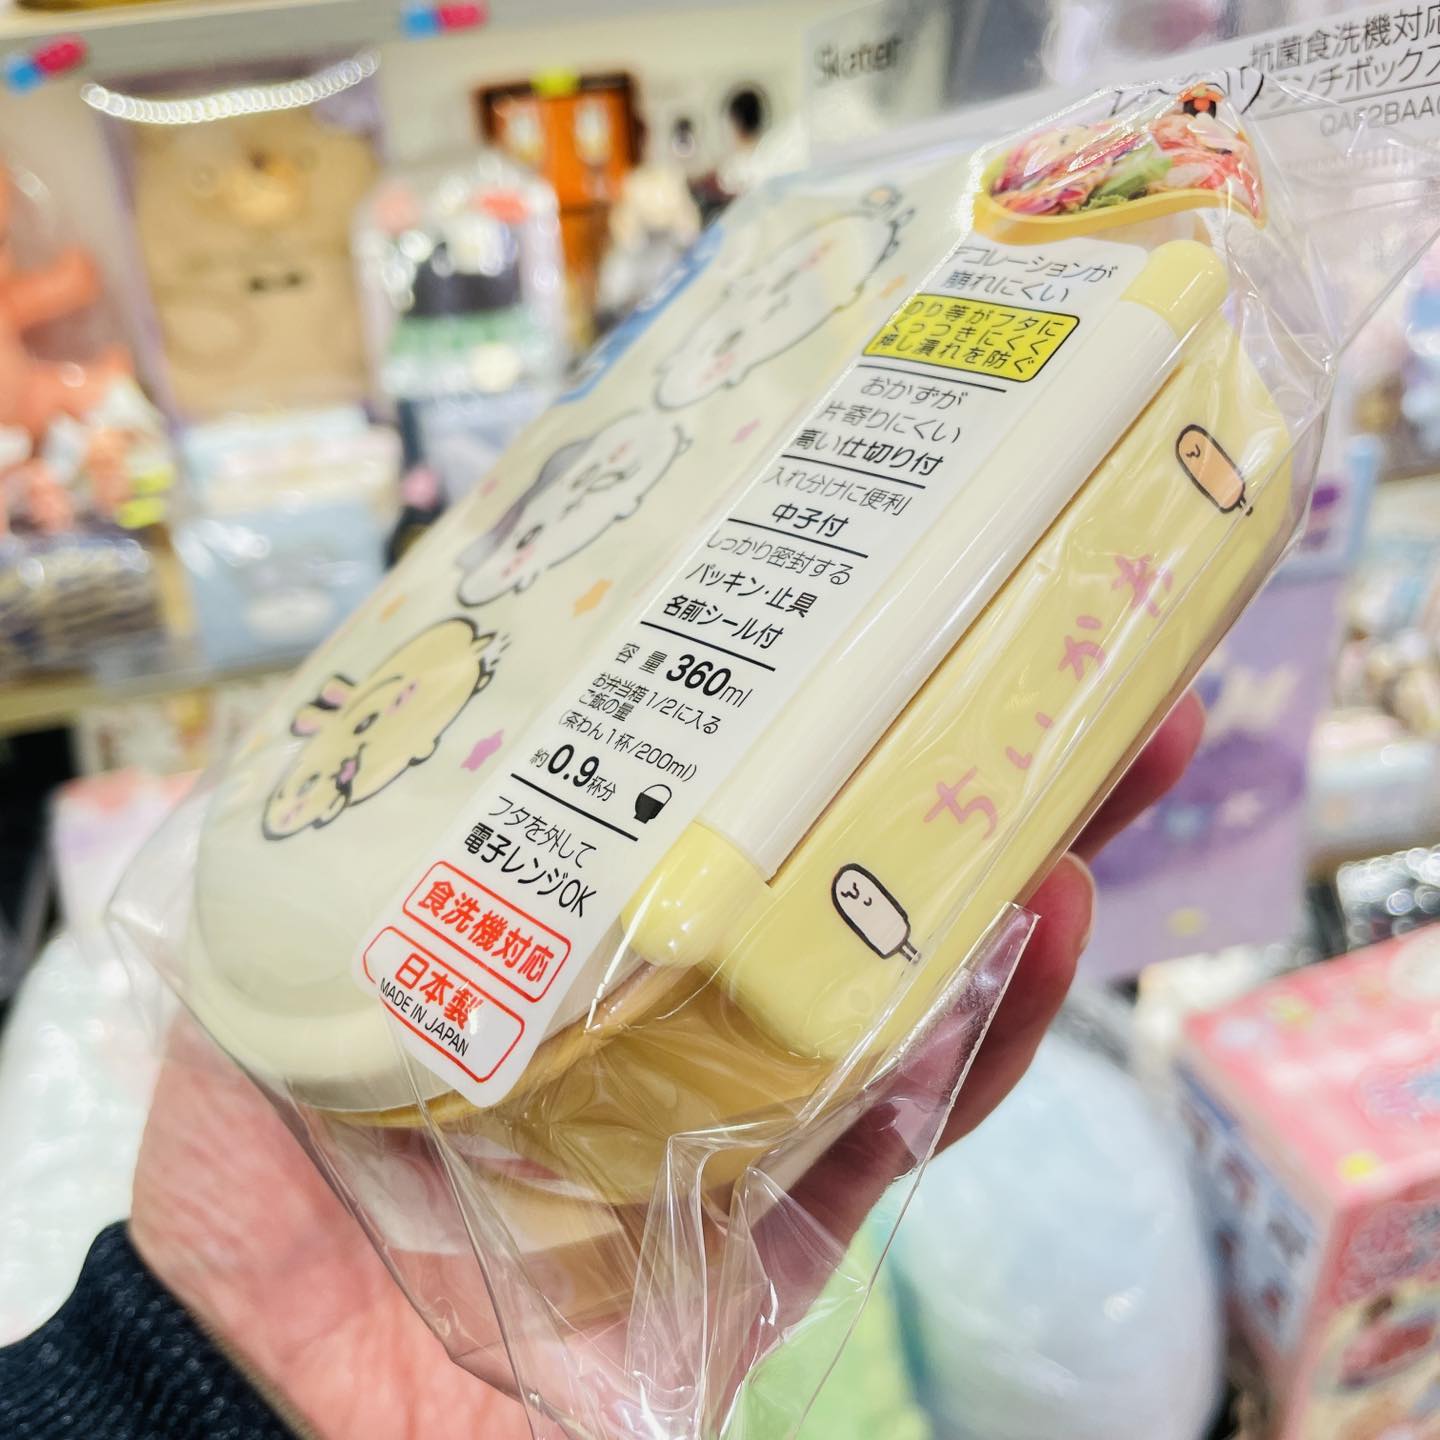 Skater
抗菌食洗機対応
ランチボックス
QAF2BAA
デコレーションが
崩れにくい
のり等がフタに
くっつきにくく
押し潰れを防ぐ
おかずが
片寄りにくい
高い仕切り付
入れ分けに便利
中子付
しっかり密封する
パッキン・止具
名前シール付
容量 360ml
お弁当箱1/2に入る
ご飯の量
(茶わん1杯/200ml)
約0.9杯分
フタを外して
電子レンジOK
食洗機対応
日本製
MADE IN JAPAN
ちいかわ